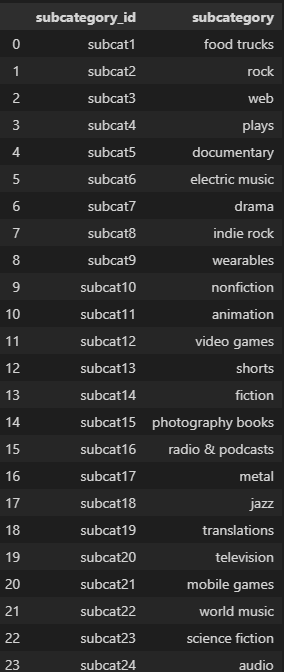 subcategory_id subcategory
0 subcat1 food trucks
1 subcat2 rock
2 subcat3 web
3 subcat4 plays
4 subcat5 documentary
5 subcat6 electric music
6 subcat7 drama
7 subcat8 indie rock
8 subcat9 wearables
9 subcat10 nonfiction
10 subcat11 animation
11 subcat12 video games
12 subcat13 shorts
13 subcat14 fiction
14 subcat15 photography books
15 subcat16 radio & podcasts
16 subcat17 metal
17 subcat18 jazz
18 subcat19 translations
19 subcat20 television
20 subcat21 mobile games
21 subcat22 world music
22 subcat23 science fiction
23 subcat24 audio